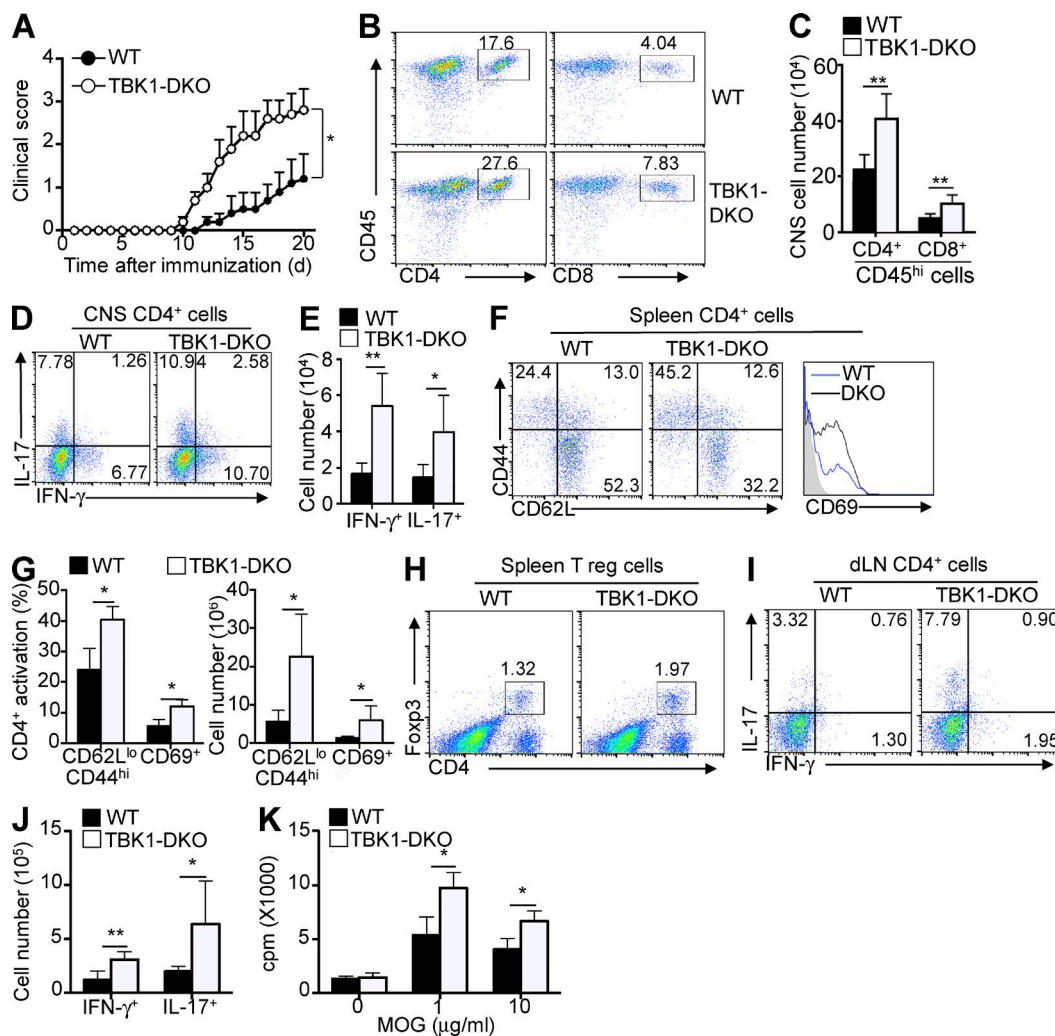 A
WT
TBK1-DKO
4
3
2
1
0
Clinical score
*
0
5
10
15
20
Time after immunization (d)
B
17.6
4.04
WT
27.6
7.83
TBK1-
DKO
CD45
CD4
CD8
C
WT
TBK1-DKO
60
40
20
0
CNS cell number (10⁴)
**
**
CD4⁺
CD8⁺
CD45ʰⁱ cells
D
CNS CD4⁺ cells
WT
TBK1-DKO
7.78
1.26
6.77
10.94
2.58
10.70
IL-17
IFN-γ
E
WT
TBK1-DKO
8
6
4
2
0
Cell number (10⁴)
**
*
IFN-γ⁺
IL-17⁺
F
Spleen CD4⁺ cells
WT
TBK1-DKO
24.4
13.0
52.3
45.2
12.6
32.2
CD44
CD62L
WT
DKO
CD69
G
WT
TBK1-DKO
50
40
30
20
10
0
CD4⁺ activation (%)
*
*
CD62Lˡᵒ
CD44ʰⁱ
CD69⁺
40
30
20
10
0
Cell number (10⁶)
*
*
CD62Lˡᵒ
CD44ʰⁱ
CD69⁺
H
Spleen T reg cells
WT
TBK1-DKO
1.32
1.97
Foxp3
CD4
I
dLN CD4⁺ cells
WT
TBK1-DKO
3.32
0.76
1.30
7.79
0.90
1.95
IL-17
IFN-γ
J
WT
TBK1-DKO
15
10
5
0
Cell number (10⁵)
**
*
IFN-γ⁺
IL-17⁺
K
WT
TBK1-DKO
15
10
5
0
cpm (X1000)
*
*
0
1
10
MOG (μg/ml)